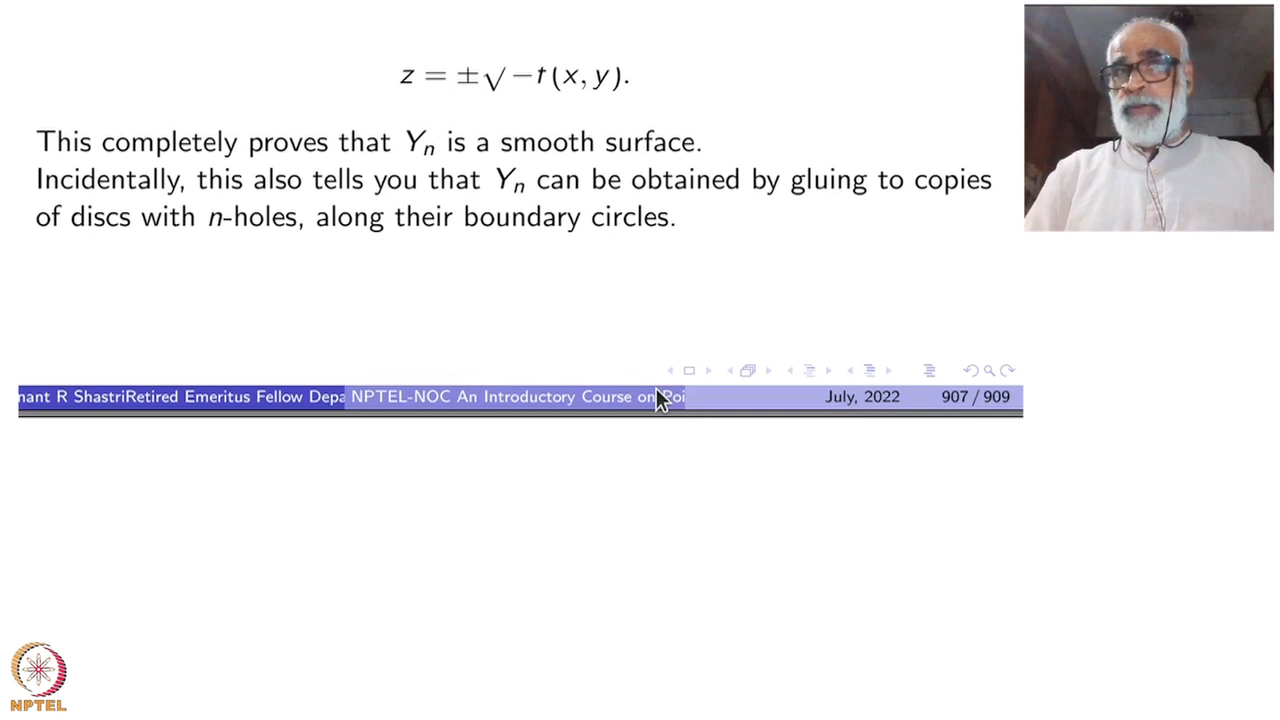 z = ±√−t(x, y).
This completely proves that Yₙ is a smooth surface.
Incidentally, this also tells you that Yₙ can be obtained by gluing to copies
of discs with n-holes, along their boundary circles.
nant R ShastriRetired Emeritus Fellow Depa NPTEL-NOC An Introductory Course on Poi July, 2022 907 / 909
NPTEL